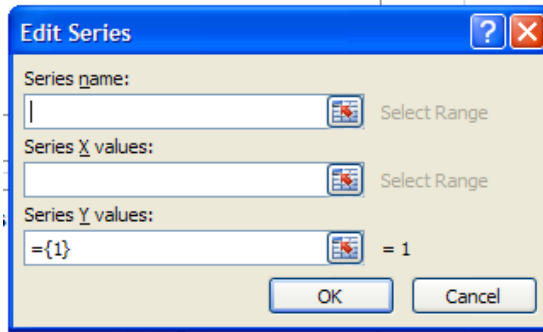 Edit Series
Series name:
Select Range
Series X values:
Select Range
Series Y values:
={1}
= 1
OK
Cancel